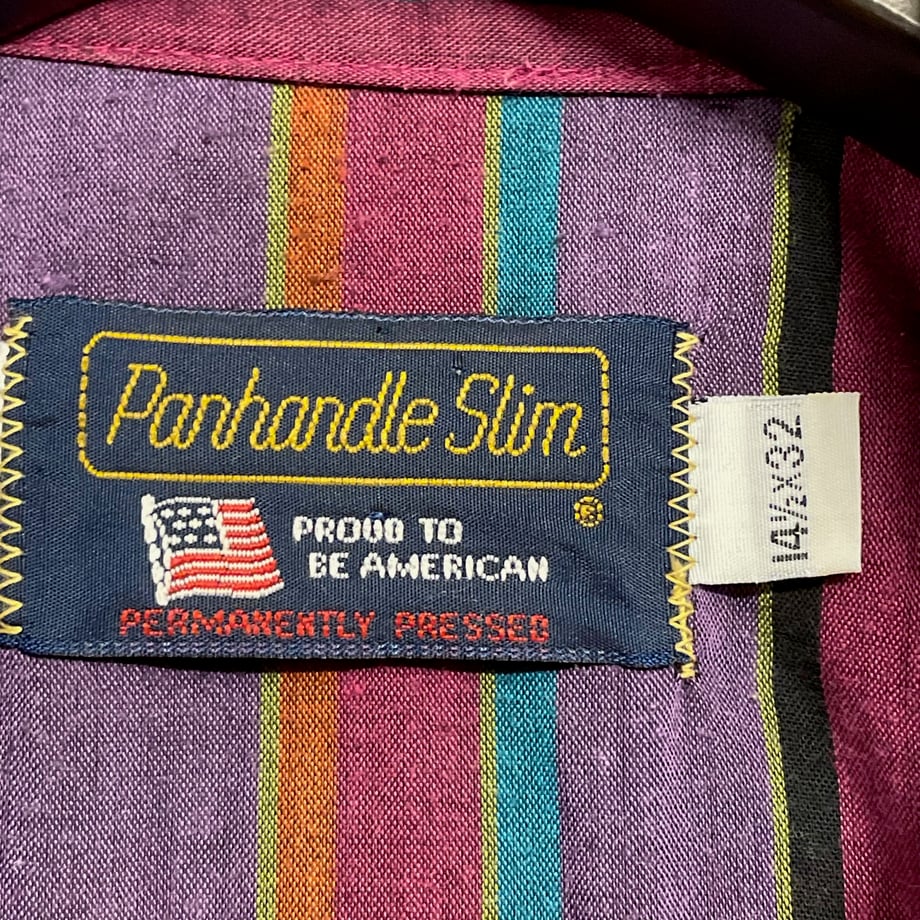 Panhandle Slim
®
PROUD TO
BE AMERICAN
PERMANENTLY PRESSED
14½x32